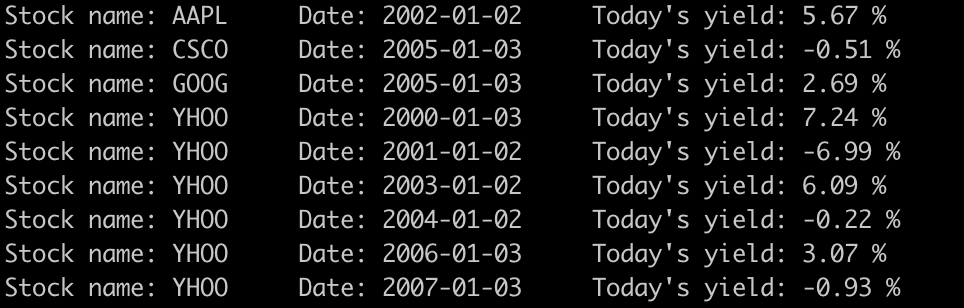 Stock name: AAPL     Date: 2002-01-02     Today's yield: 5.67 %
Stock name: CSCO     Date: 2005-01-03     Today's yield: -0.51 %
Stock name: GOOG     Date: 2005-01-03     Today's yield: 2.69 %
Stock name: YHOO     Date: 2000-01-03     Today's yield: 7.24 %
Stock name: YHOO     Date: 2001-01-02     Today's yield: -6.99 %
Stock name: YHOO     Date: 2003-01-02     Today's yield: 6.09 %
Stock name: YHOO     Date: 2004-01-02     Today's yield: -0.22 %
Stock name: YHOO     Date: 2006-01-03     Today's yield: 3.07 %
Stock name: YHOO     Date: 2007-01-03     Today's yield: -0.93 %